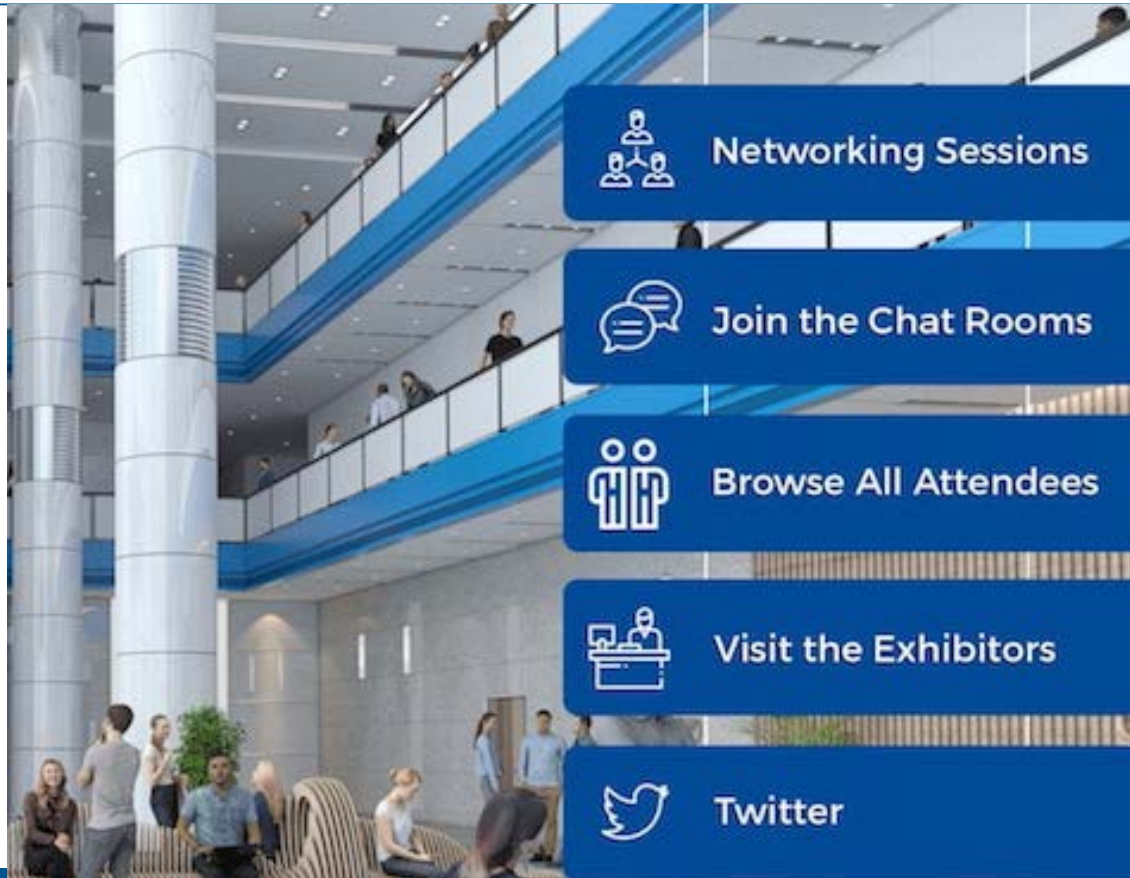 Networking Sessions
Join the Chat Rooms
Browse All Attendees
Visit the Exhibitors
Twitter